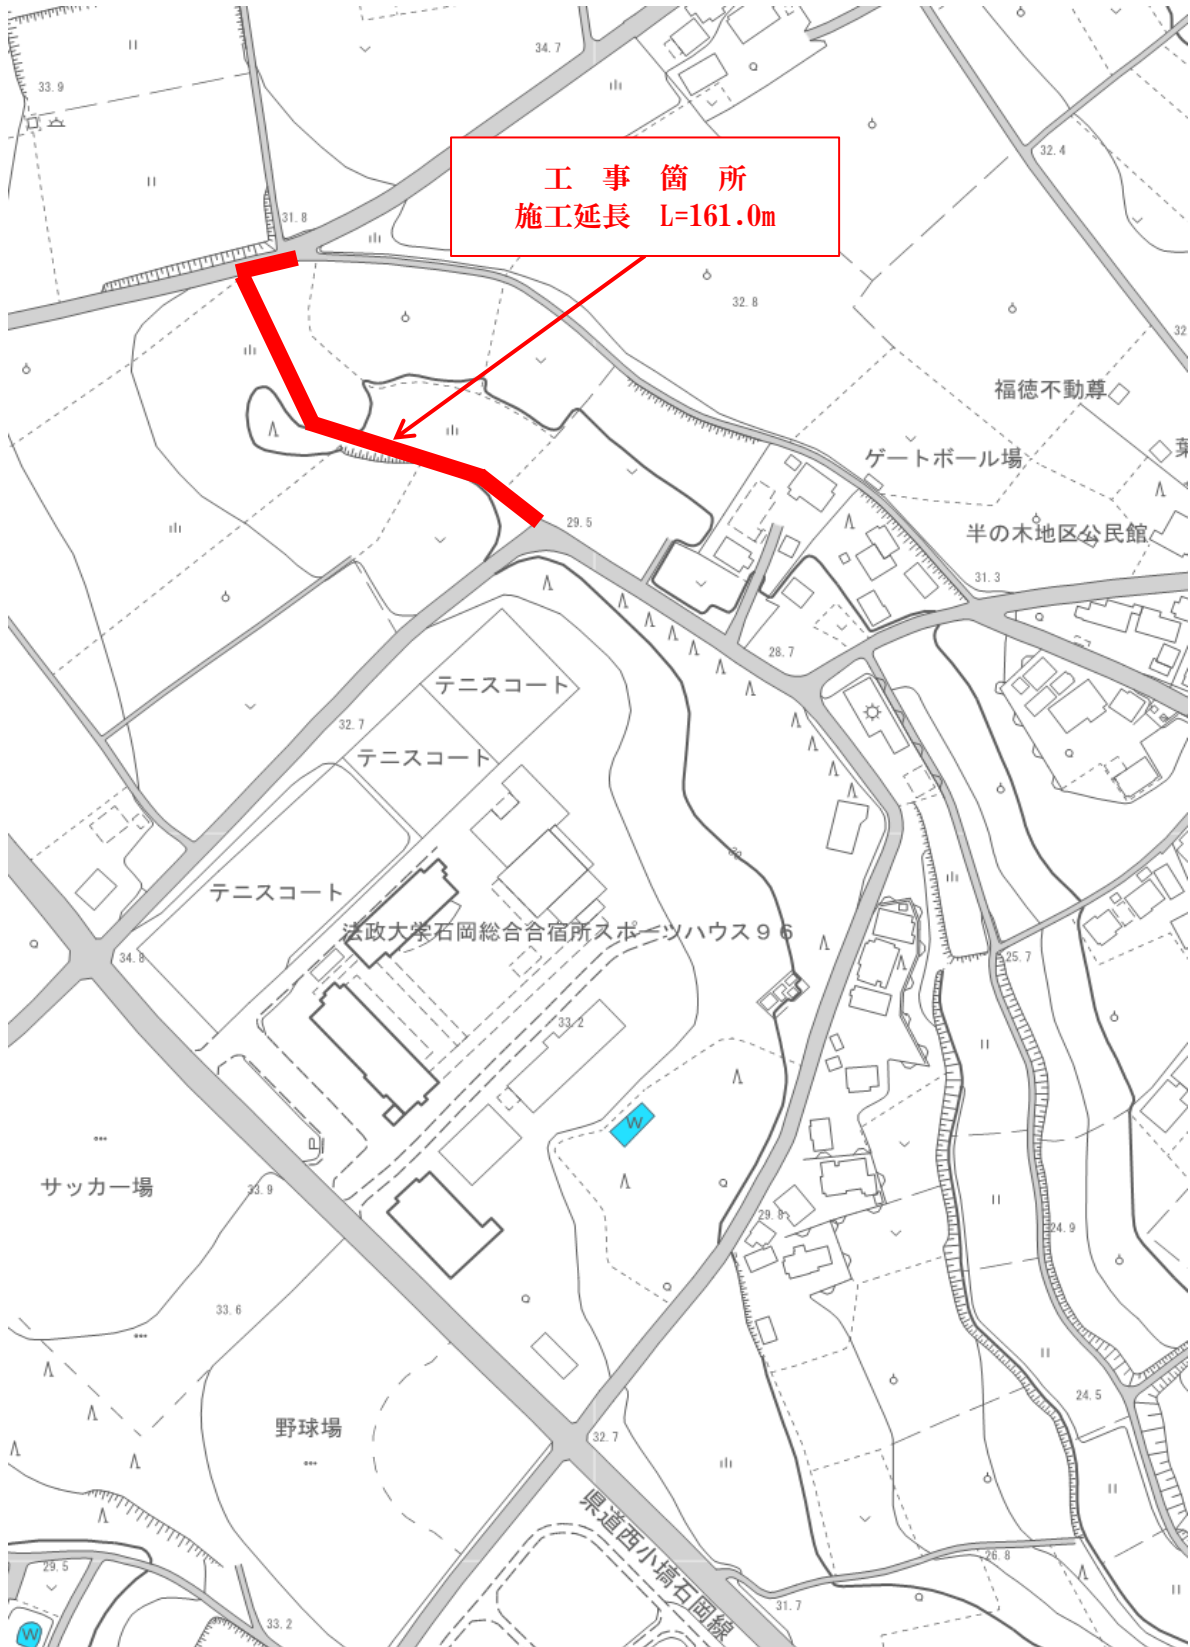 34.7
33.9
32.4
工 事 箇 所
施工延長 L=161.0m
31.8
32.8
32
福徳不動尊
葉
ゲートボール場
29.5
半の木地区公民館
31.3
28.7
テニスコート
32.7
テニスコート
テニスコート
法政大学石岡総合合宿所スポーツハウス96
34.8
25.7
33.2
W
P
サッカー場
33.9
29.8
24.9
33.6
24.5
野球場
32.7
県道西小塙石岡線
29.5
26.8
31.7
33.2
W